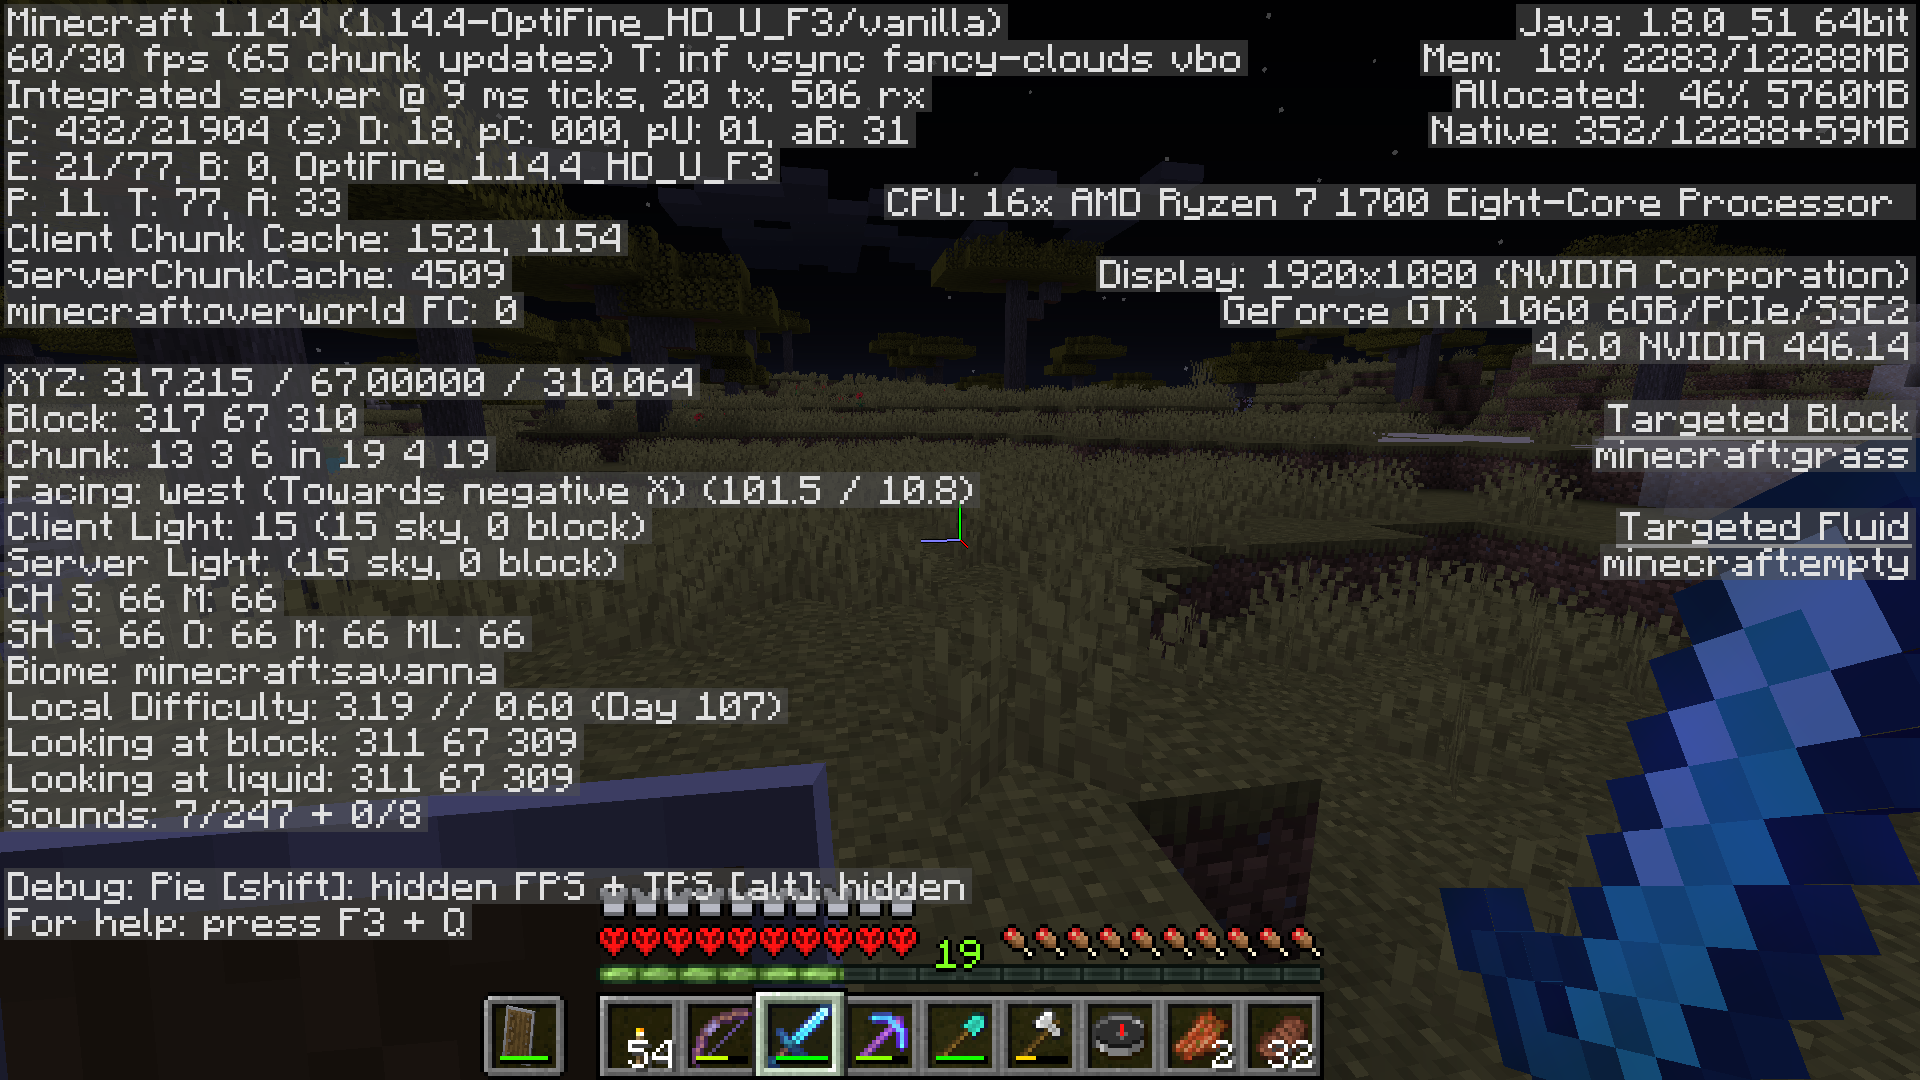 Minecraft 1.14.4 (1.14.4-OptiFine_HD_U_F3/vanilla)
60/30 fps (65 chunk updates) T: inf vsync fancy-clouds vbo
Integrated server @ 9 ms ticks, 20 tx, 506 rx
C: 432/21904 (s) D: 18, pC: 000, pU: 01, aB: 31
E: 21/77, B: 0, OptiFine_1.14.4_HD_U_F3
P: 11. T: 77, A: 33
Client Chunk Cache: 1521, 1154
ServerChunkCache: 4509
minecraft:overworld FC: 0
XYZ: 317.215 / 67.00000 / 310.064
Block: 317 67 310
Chunk: 13 3 6 in 19 4 19
Facing: west (Towards negative X) (101.5 / 10.8)
Client Light: 15 (15 sky, 0 block)
Server Light: (15 sky, 0 block)
CH S: 66 M: 66
SH S: 66 O: 66 M: 66 ML: 66
Biome: minecraft:savanna
Local Difficulty: 3.19 // 0.60 (Day 107)
Looking at block: 311 67 309
Looking at liquid: 311 67 309
Sounds: 7/247 + 0/8
Debug: Pie [shift]: hidden FPS + TPS [alt]: hidden
For help: press F3 + Q
Java: 1.8.0_51 64bit
Mem: 18% 2283/12288MB
Allocated: 46% 5760MB
Native: 352/12288+59MB
CPU: 16x AMD Ryzen 7 1700 Eight-Core Processor
Display: 1920x1080 (NVIDIA Corporation)
GeForce GTX 1060 6GB/PCIe/SSE2
4.6.0 NVIDIA 446.14
Targeted Block
minecraft:grass
Targeted Fluid
minecraft:empty
19
54
2
32